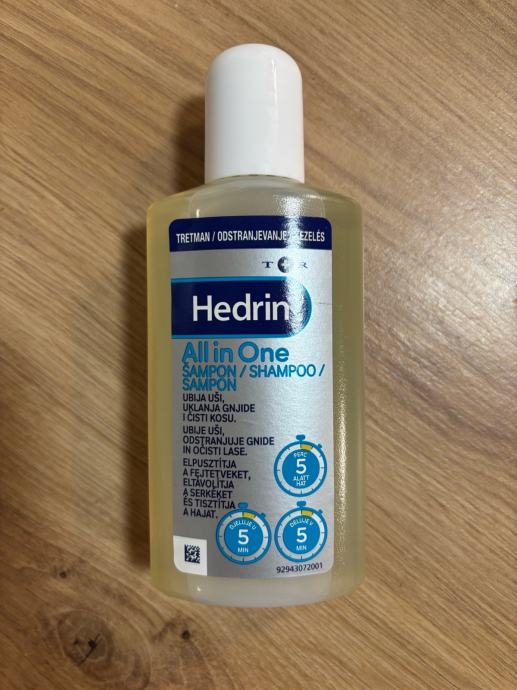 TRETMAN / ODSTRANJEVANJE / KEZELÉS
T R
Hedrin
All in One
ŠAMPON / SHAMPOO /
SAMPON
UBIJA UŠI,
UKLANJA GNJIDE
I ČISTI KOSU.
UBIJE UŠI,
ODSTRANJUJE GNIDE
IN OČISTI LASE.
ELPUSZTÍTJA
A FEJTETVEKET,
ELTÁVOLÍTJA
A SERKÉKET
ÉS TISZTÍTJA
A HAJAT.
PERC
5
ALATT
HAT
DJELUJE U
5
MIN
DELUJE V
5
MIN
92943072001